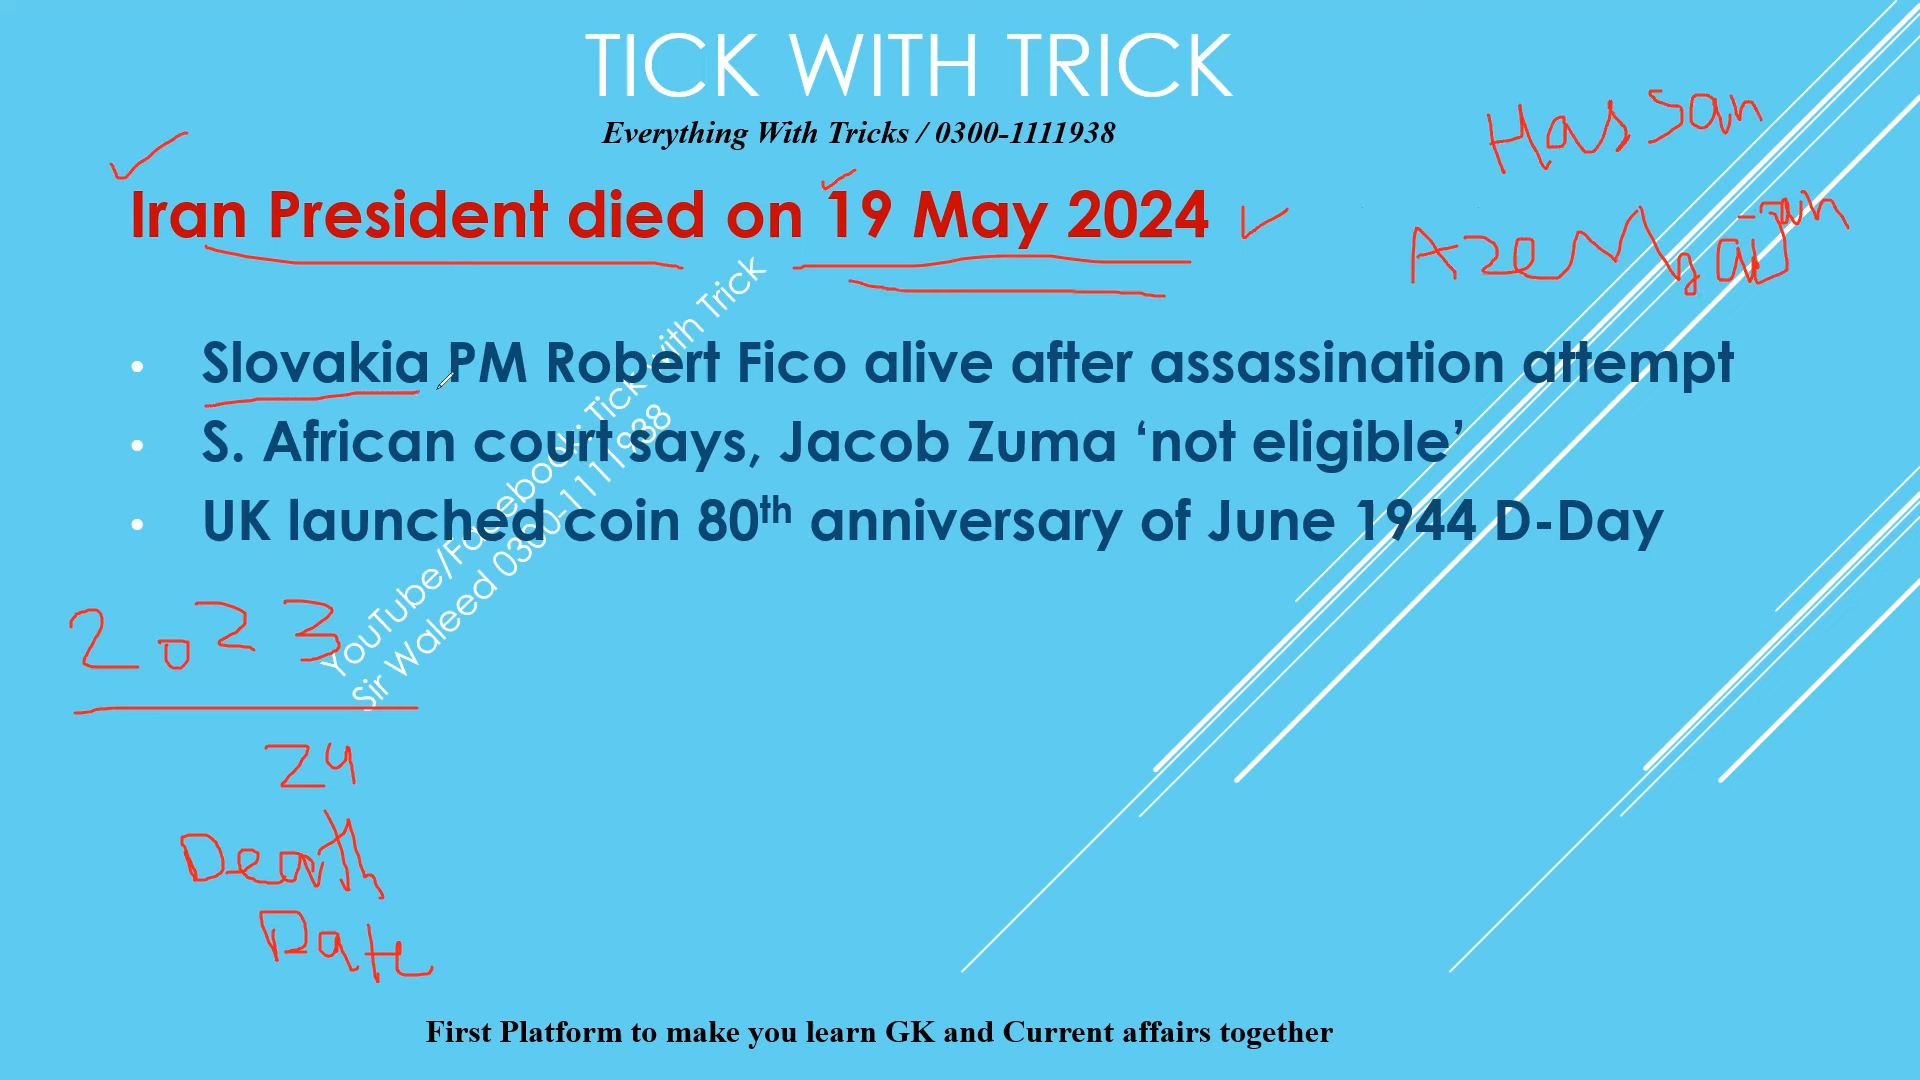 TICK WITH TRICK
Everything With Tricks / 0300-1111938
Hassan
Iran President died on 19 May 2024
Azerbaijan
• Slovakia PM Robert Fico alive after assassination attempt
• S. African court says, Jacob Zuma ‘not eligible’
• UK launched coin 80th anniversary of June 1944 D-Day
YouTube/Facebook: Tick with Trick
Sir Waleed 0300-1111938
2023
24
Death
Date
First Platform to make you learn GK and Current affairs together